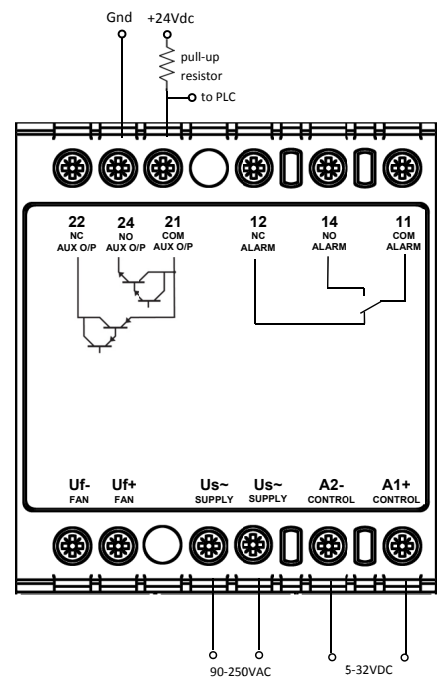 Gnd +24Vdc
pull-up
resistor
to PLC
22 24 21 12 14 11
NC NO COM NC NO COM
AUX O/P AUX O/P AUX O/P ALARM ALARM ALARM
Uf- Uf+ Us~ Us~ A2- A1+
FAN FAN SUPPLY SUPPLY CONTROL CONTROL
90-250VAC 5-32VDC